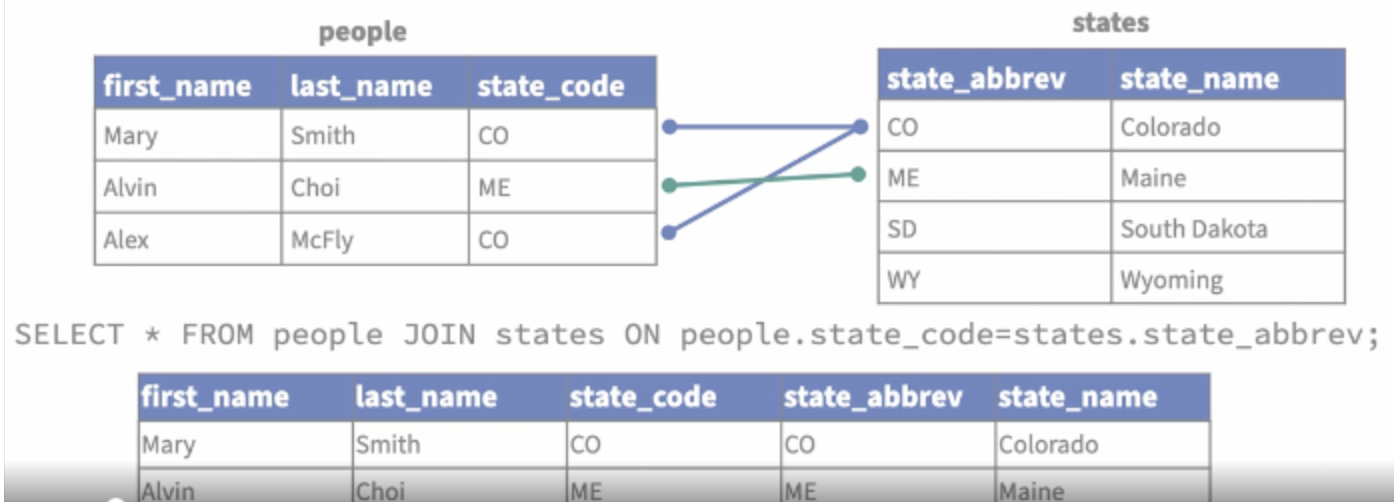 people
first_name last_name state_code
Mary Smith CO
Alvin Choi ME
Alex McFly CO
states
state_abbrev state_name
CO Colorado
ME Maine
SD South Dakota
WY Wyoming
SELECT * FROM people JOIN states ON people.state_code=states.state_abbrev;
first_name last_name state_code state_abbrev state_name
Mary Smith CO CO Colorado
Alvin Choi ME ME Maine